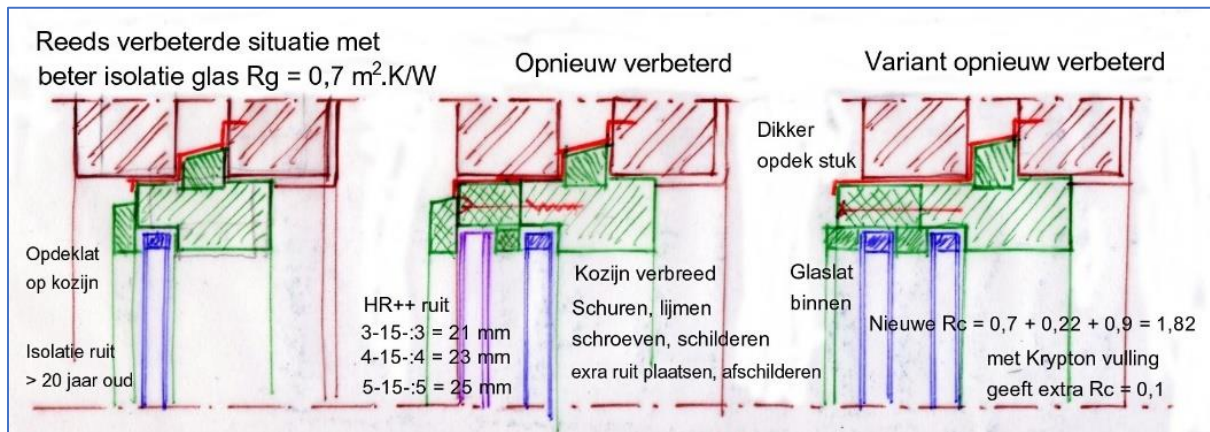 Reeds verbeterde situatie met
beter isolatie glas Rg = 0,7 m².K/W
Opdeklat
op kozijn
Isolatie ruit
> 20 jaar oud
Opnieuw verbeterd
HR++ ruit
3-15-:3 = 21 mm
4-15-:4 = 23 mm
5-15-:5 = 25 mm
Kozijn verbreed
Schuren, lijmen
schroeven, schilderen
exra ruit plaatsen, afschilderen
Variant opnieuw verbeterd
Dikker
opdek stuk
Glaslat
binnen
Nieuwe Rc = 0,7 + 0,22 + 0,9 = 1,82
met Krypton vulling
geeft extra Rc = 0,1